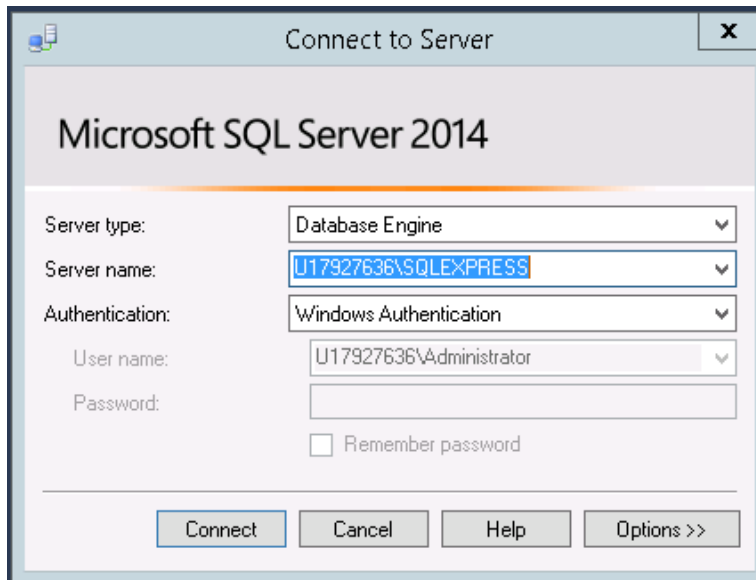 Connect to Server
x
Microsoft SQL Server 2014
Server type: Database Engine
Server name: U17927636\SQLEXPRESS
Authentication: Windows Authentication
User name: U17927636\Administrator
Password:
Remember password
Connect Cancel Help Options >>